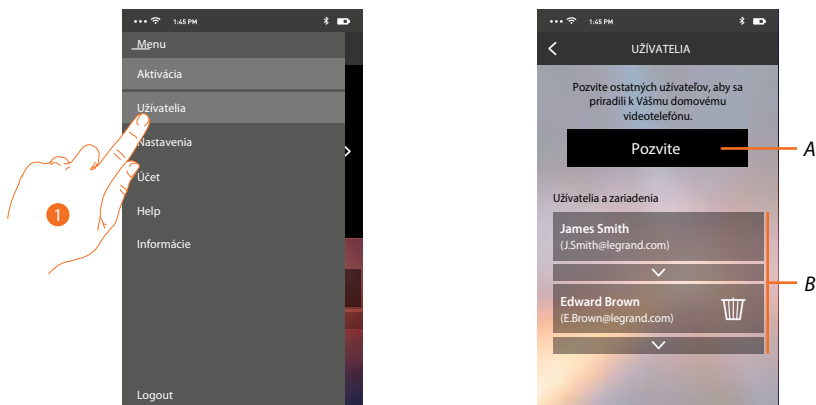 1:45 PM
Menu
Aktivácia
Užívatelia
Nastavenia
Účet
Help
Informácie
Logout
1
1:45 PM
UŽÍVATELIA
Pozvite ostatných užívateľov, aby sa
priradili k Vášmu domovému
videotelefónu.
Pozvite
A
Užívatelia a zariadenia
James Smith
(J.Smith@legrand.com)
B
Edward Brown
(E.Brown@legrand.com)